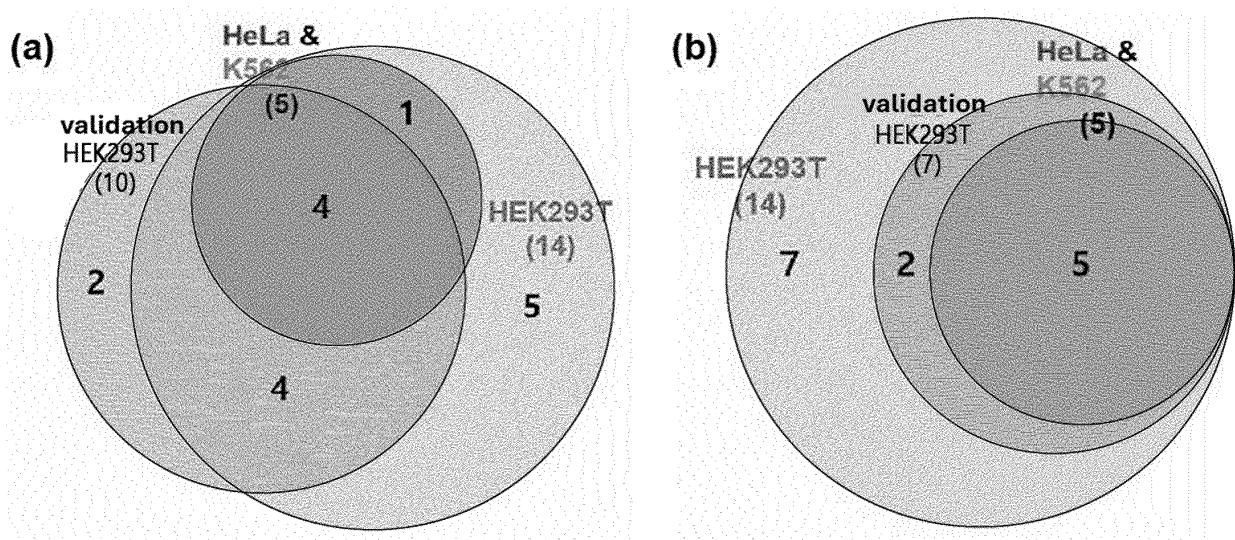 (a)
HeLa &
K562
(5)
1
validation
HEK293T
(10)
4
HEK293T
(14)
2
5
4
(b)
HeLa &
K562
(5)
validation
HEK293T
(7)
HEK293T
(14)
7
2
5